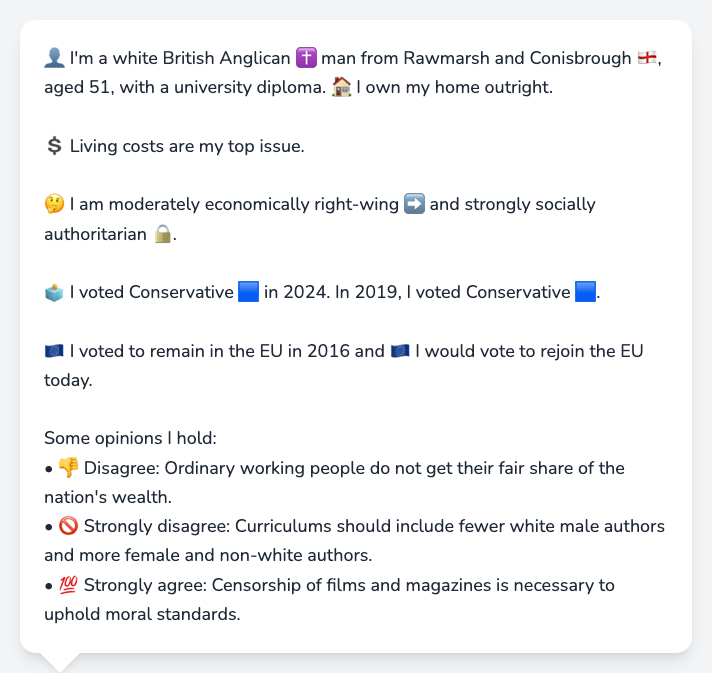 👤 I'm a white British Anglican ✝️ man from Rawmarsh and Conisbrough 🏴󠁧󠁢󠁥󠁮󠁧󠁿,
aged 51, with a university diploma. 🏠 I own my home outright.
💲 Living costs are my top issue.
🤔 I am moderately economically right-wing ➡️ and strongly socially
authoritarian 🔒.
🗳️ I voted Conservative 🟦 in 2024. In 2019, I voted Conservative 🟦.
🇪🇺 I voted to remain in the EU in 2016 and 🇪🇺 I would vote to rejoin the EU
today.
Some opinions I hold:
• 👎 Disagree: Ordinary working people do not get their fair share of the
nation's wealth.
• 🚫 Strongly disagree: Curriculums should include fewer white male authors
and more female and non-white authors.
• 💯 Strongly agree: Censorship of films and magazines is necessary to
uphold moral standards.